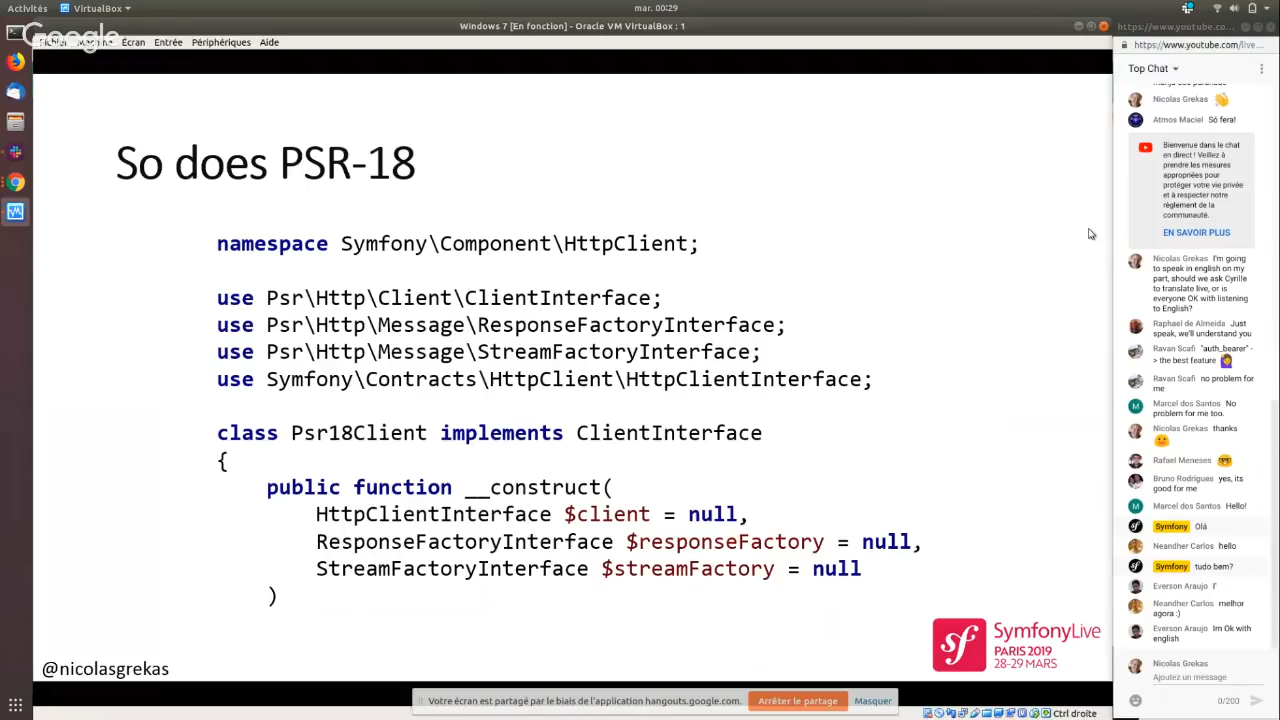 Activités
VirtualBox
mar. 00:29
Windows 7 [En fonction] - Oracle VM VirtualBox : 1
https://www.youtube.co...
Google
Fichier Machine Écran Entrée Périphériques Aide
https://www.youtube.com/live...
Top Chat
So does PSR-18
namespace Symfony\Component\HttpClient;
use Psr\Http\Client\ClientInterface;
use Psr\Http\Message\ResponseFactoryInterface;
use Psr\Http\Message\StreamFactoryInterface;
use Symfony\Contracts\HttpClient\HttpClientInterface;
class Psr18Client implements ClientInterface
{
public function __construct(
HttpClientInterface $client = null,
ResponseFactoryInterface $responseFactory = null,
StreamFactoryInterface $streamFactory = null
)
@nicolasgrekas
SymfonyLive
PARIS 2019
28-29 MARS
Nicolas Grekas
Atmos Maciel Só fera!
Bienvenue dans le chat
en direct ! Veillez à
prendre les mesures
appropriées pour
protéger votre vie privée
et à respecter notre
règlement de la
communauté.
EN SAVOIR PLUS
Nicolas Grekas I'm going
to speak in english on my
part, should we ask Cyrille
to translate live, or is
everyone OK with listening
to English?
Raphael de Almeida Just
speak, we'll understand you
Ravan Scafi "auth_bearer" -
> the best feature
Ravan Scafi no problem for
me
Marcel dos Santos No
problem for me too.
Nicolas Grekas thanks
Rafael Meneses
Bruno Rodrigues yes, its
good for me
Marcel dos Santos Hello!
Symfony Olá
Neandher Carlos hello
Symfony tudo bem?
Everson Araujo I'
Neandher Carlos melhor
agora :)
Everson Araujo Im Ok with
english
Nicolas Grekas
Ajoutez un message
0/200
Votre écran est partagé par le biais de l'application hangouts.google.com.
Arrêter le partage
Masquer
Ctrl droite